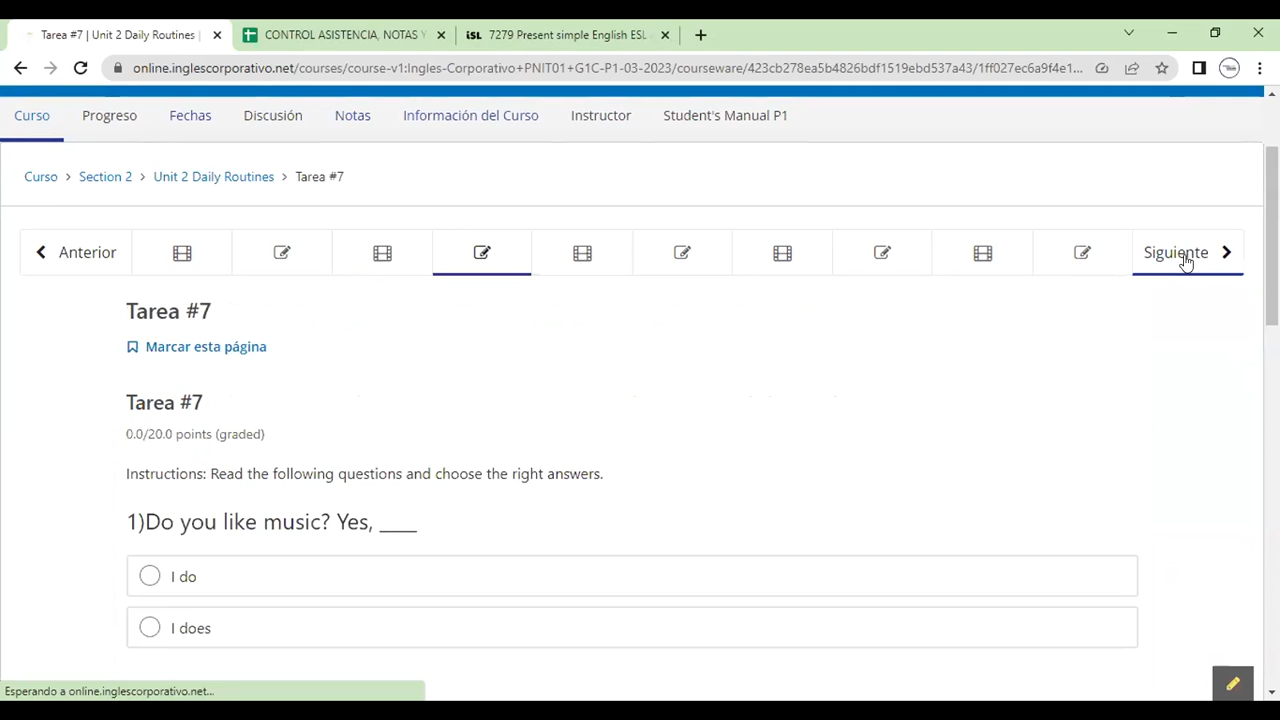 Tarea #7 | Unit 2 Daily Routines |
CONTROL ASISTENCIA, NOTAS Y
iSL 7279 Present simple English ESL
online.inglescorporativo.net/courses/course-v1:Ingles-Corporativo+PNIT01+G1C-P1-03-2023/courseware/423cb278ea5b4826bdf1519ebd537a43/1ff027ec6a9f4e1...
Curso Progreso Fechas Discusión Notas Información del Curso Instructor Student's Manual P1
Curso > Section 2 > Unit 2 Daily Routines > Tarea #7
Anterior
Siguiente
Tarea #7
Marcar esta página
Tarea #7
0.0/20.0 points (graded)
Instructions: Read the following questions and choose the right answers.
1)Do you like music? Yes, ____
I do
I does
Esperando a online.inglescorporativo.net...